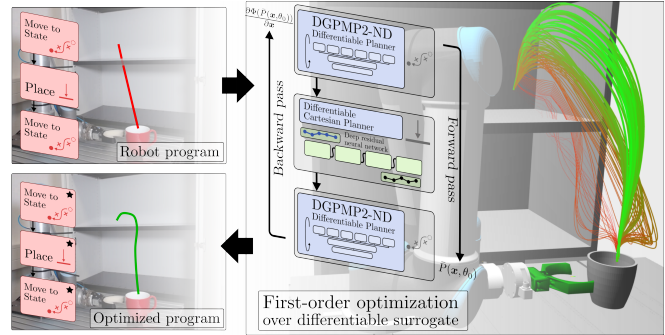 Move to
State
Place
Move to
State
Robot program
Move to
State
Place
Move to
State
Optimized program
∂Φ(P(x,θ₀))
∂x
Backward pass
DGPMP2-ND
Differentiable Planner
Differentiable
Cartesian Planner
Deep residual
neural network
DGPMP2-ND
Differentiable Planner
Forward pass
P(x, θ₀)
First-order optimization
over differentiable surrogate